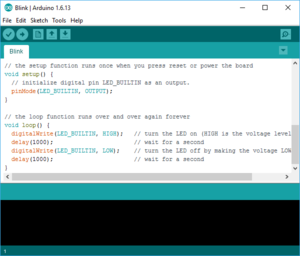 Blink | Arduino 1.6.13
File Edit Sketch Tools Help
Blink
// the setup function runs once when you press reset or power the board
void setup() {
// initialize digital pin LED_BUILTIN as an output.
pinMode(LED_BUILTIN, OUTPUT);
}
// the loop function runs over and over again forever
void loop() {
digitalWrite(LED_BUILTIN, HIGH); // turn the LED on (HIGH is the voltage level
delay(1000); // wait for a second
digitalWrite(LED_BUILTIN, LOW); // turn the LED off by making the voltage LOW
delay(1000); // wait for a second
}